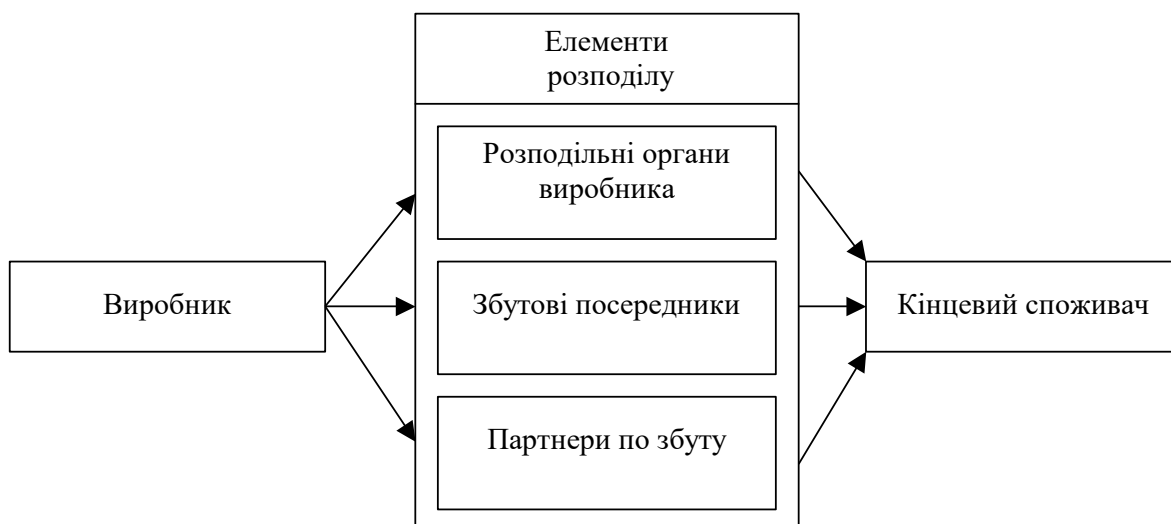 Елементи
розподілу
Розподільні органи
виробника
Виробник
Збутові посередники
Кінцевий споживач
Партнери по збуту